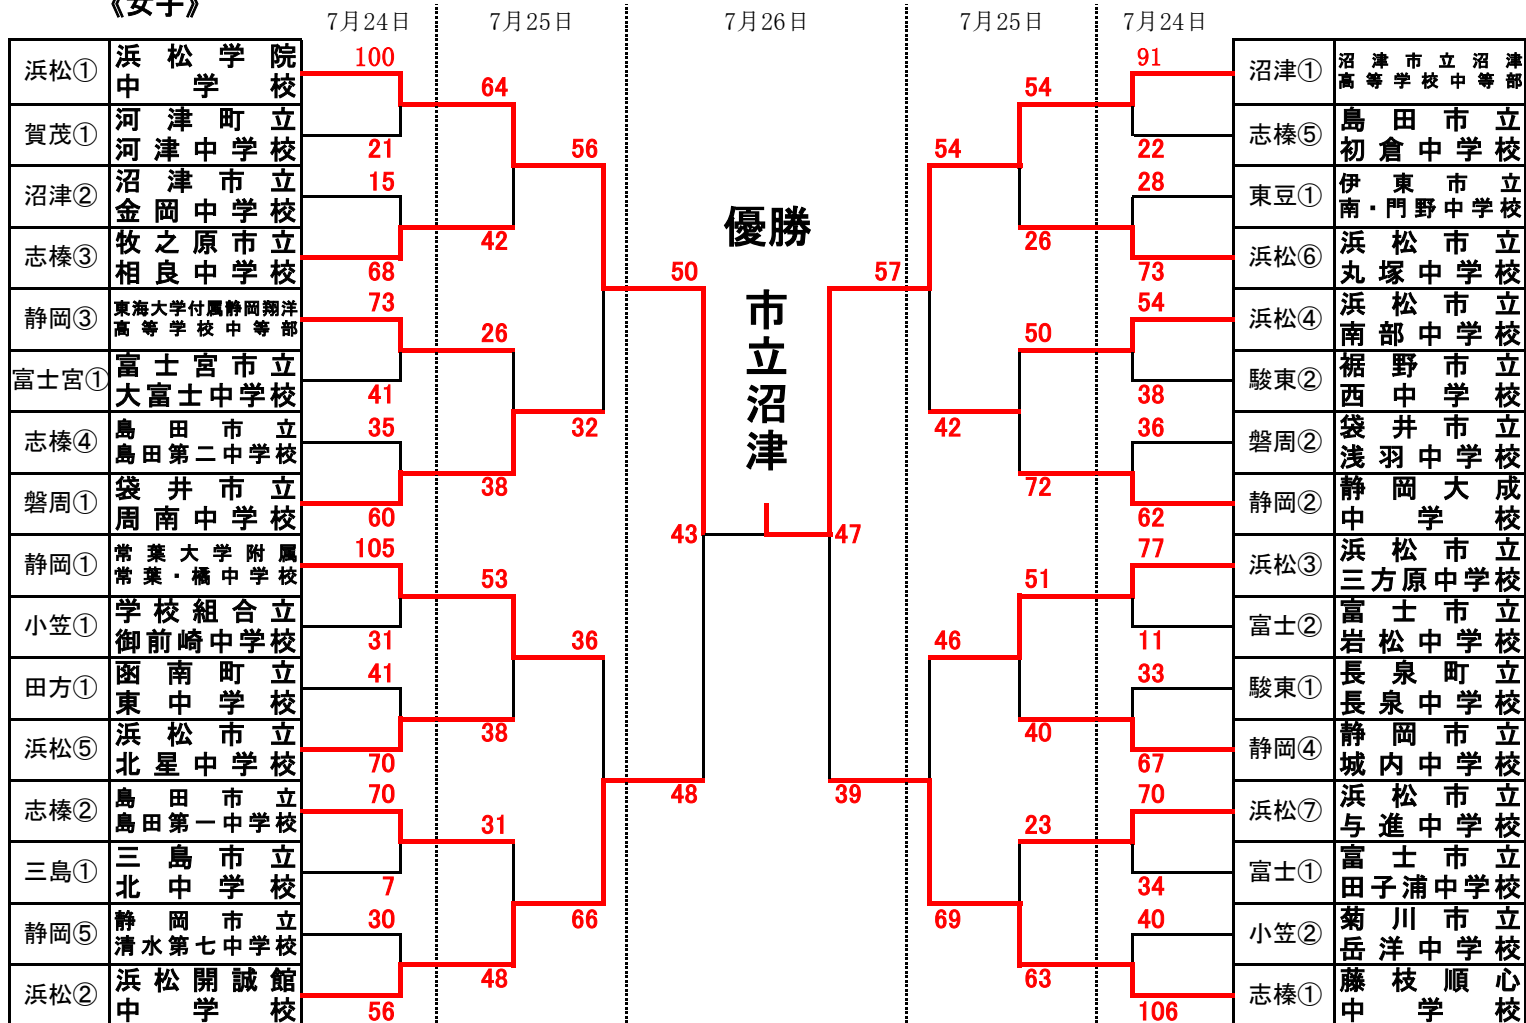 《女子》
7月24日
7月25日
7月26日
7月25日
7月24日
浜松①
浜松学院
中学校
賀茂①
河津町立
河津中学校
沼津②
沼津市立
金岡中学校
志榛③
牧之原市立
相良中学校
静岡③
東海大学付属静岡翔洋
高等学校中等部
富士宮①
富士宮市立
大富士中学校
志榛④
島田市立
島田第二中学校
磐周①
袋井市立
周南中学校
静岡①
常葉大学附属
常葉・橘中学校
小笠①
学校組合立
御前崎中学校
田方①
函南町立
東中学校
浜松⑤
浜松市立
北星中学校
志榛②
島田市立
島田第一中学校
三島①
三島市立
北中学校
静岡⑤
静岡市立
清水第七中学校
浜松②
浜松開誠館
中学校
100
21
15
68
73
41
35
60
105
31
41
70
70
7
30
56
64
42
26
38
53
38
31
48
56
32
36
66
50
48
43
優勝
市立沼津
47
57
39
54
42
46
69
54
26
50
72
51
40
23
63
91
22
28
73
54
38
36
62
77
11
33
67
70
34
40
106
沼津①
沼津市立沼津
高等学校中等部
志榛⑤
島田市立
初倉中学校
東豆①
伊東市立
南・門野中学校
浜松⑥
浜松市立
丸塚中学校
浜松④
浜松市立
南部中学校
駿東②
裾野市立
西中学校
磐周②
袋井市立
浅羽中学校
静岡②
静岡大成
中学校
浜松③
浜松市立
三方原中学校
富士②
富士市立
岩松中学校
駿東①
長泉町立
長泉中学校
静岡④
静岡市立
城内中学校
浜松⑦
浜松市立
与進中学校
富士①
富士市立
田子浦中学校
小笠②
菊川市立
岳洋中学校
志榛①
藤枝順心
中学校